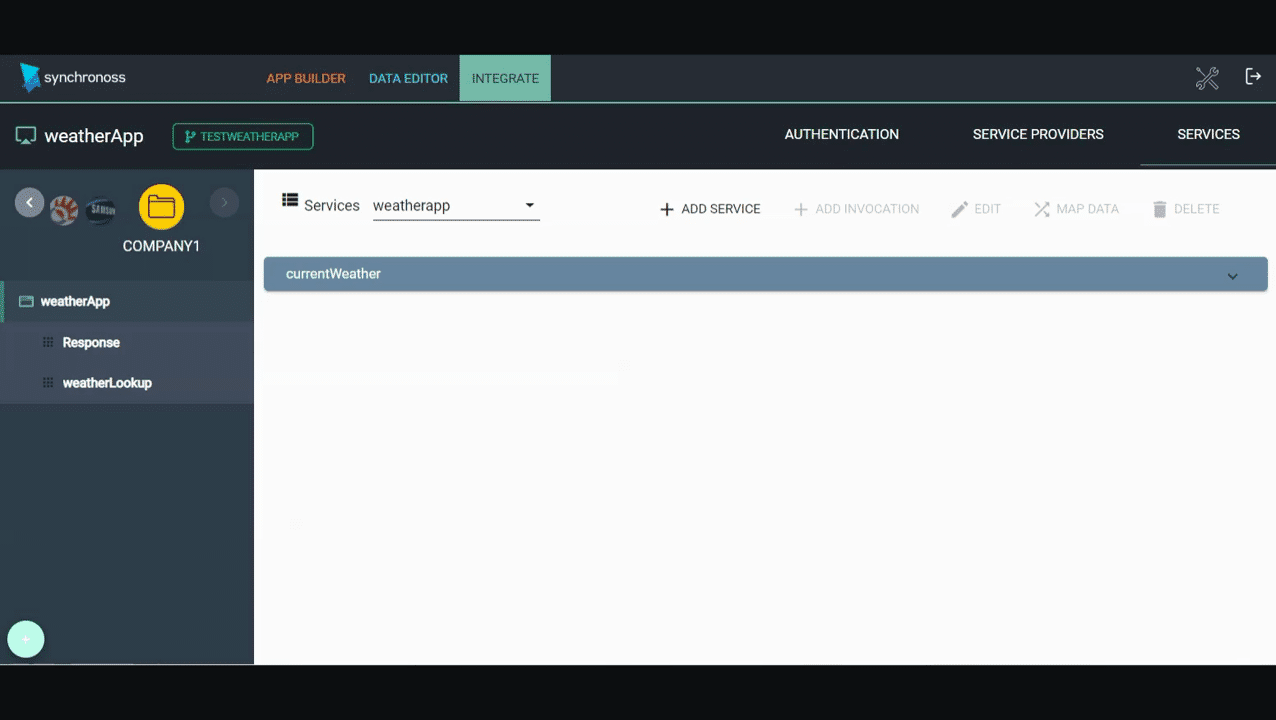 synchronoss
APP BUILDER
DATA EDITOR
INTEGRATE
weatherApp
TESTWEATHERAPP
AUTHENTICATION
SERVICE PROVIDERS
SERVICES
SAMSUN
COMPANY1
weatherApp
Response
weatherLookup
Services
weatherapp
ADD SERVICE
ADD INVOCATION
EDIT
MAP DATA
DELETE
currentWeather